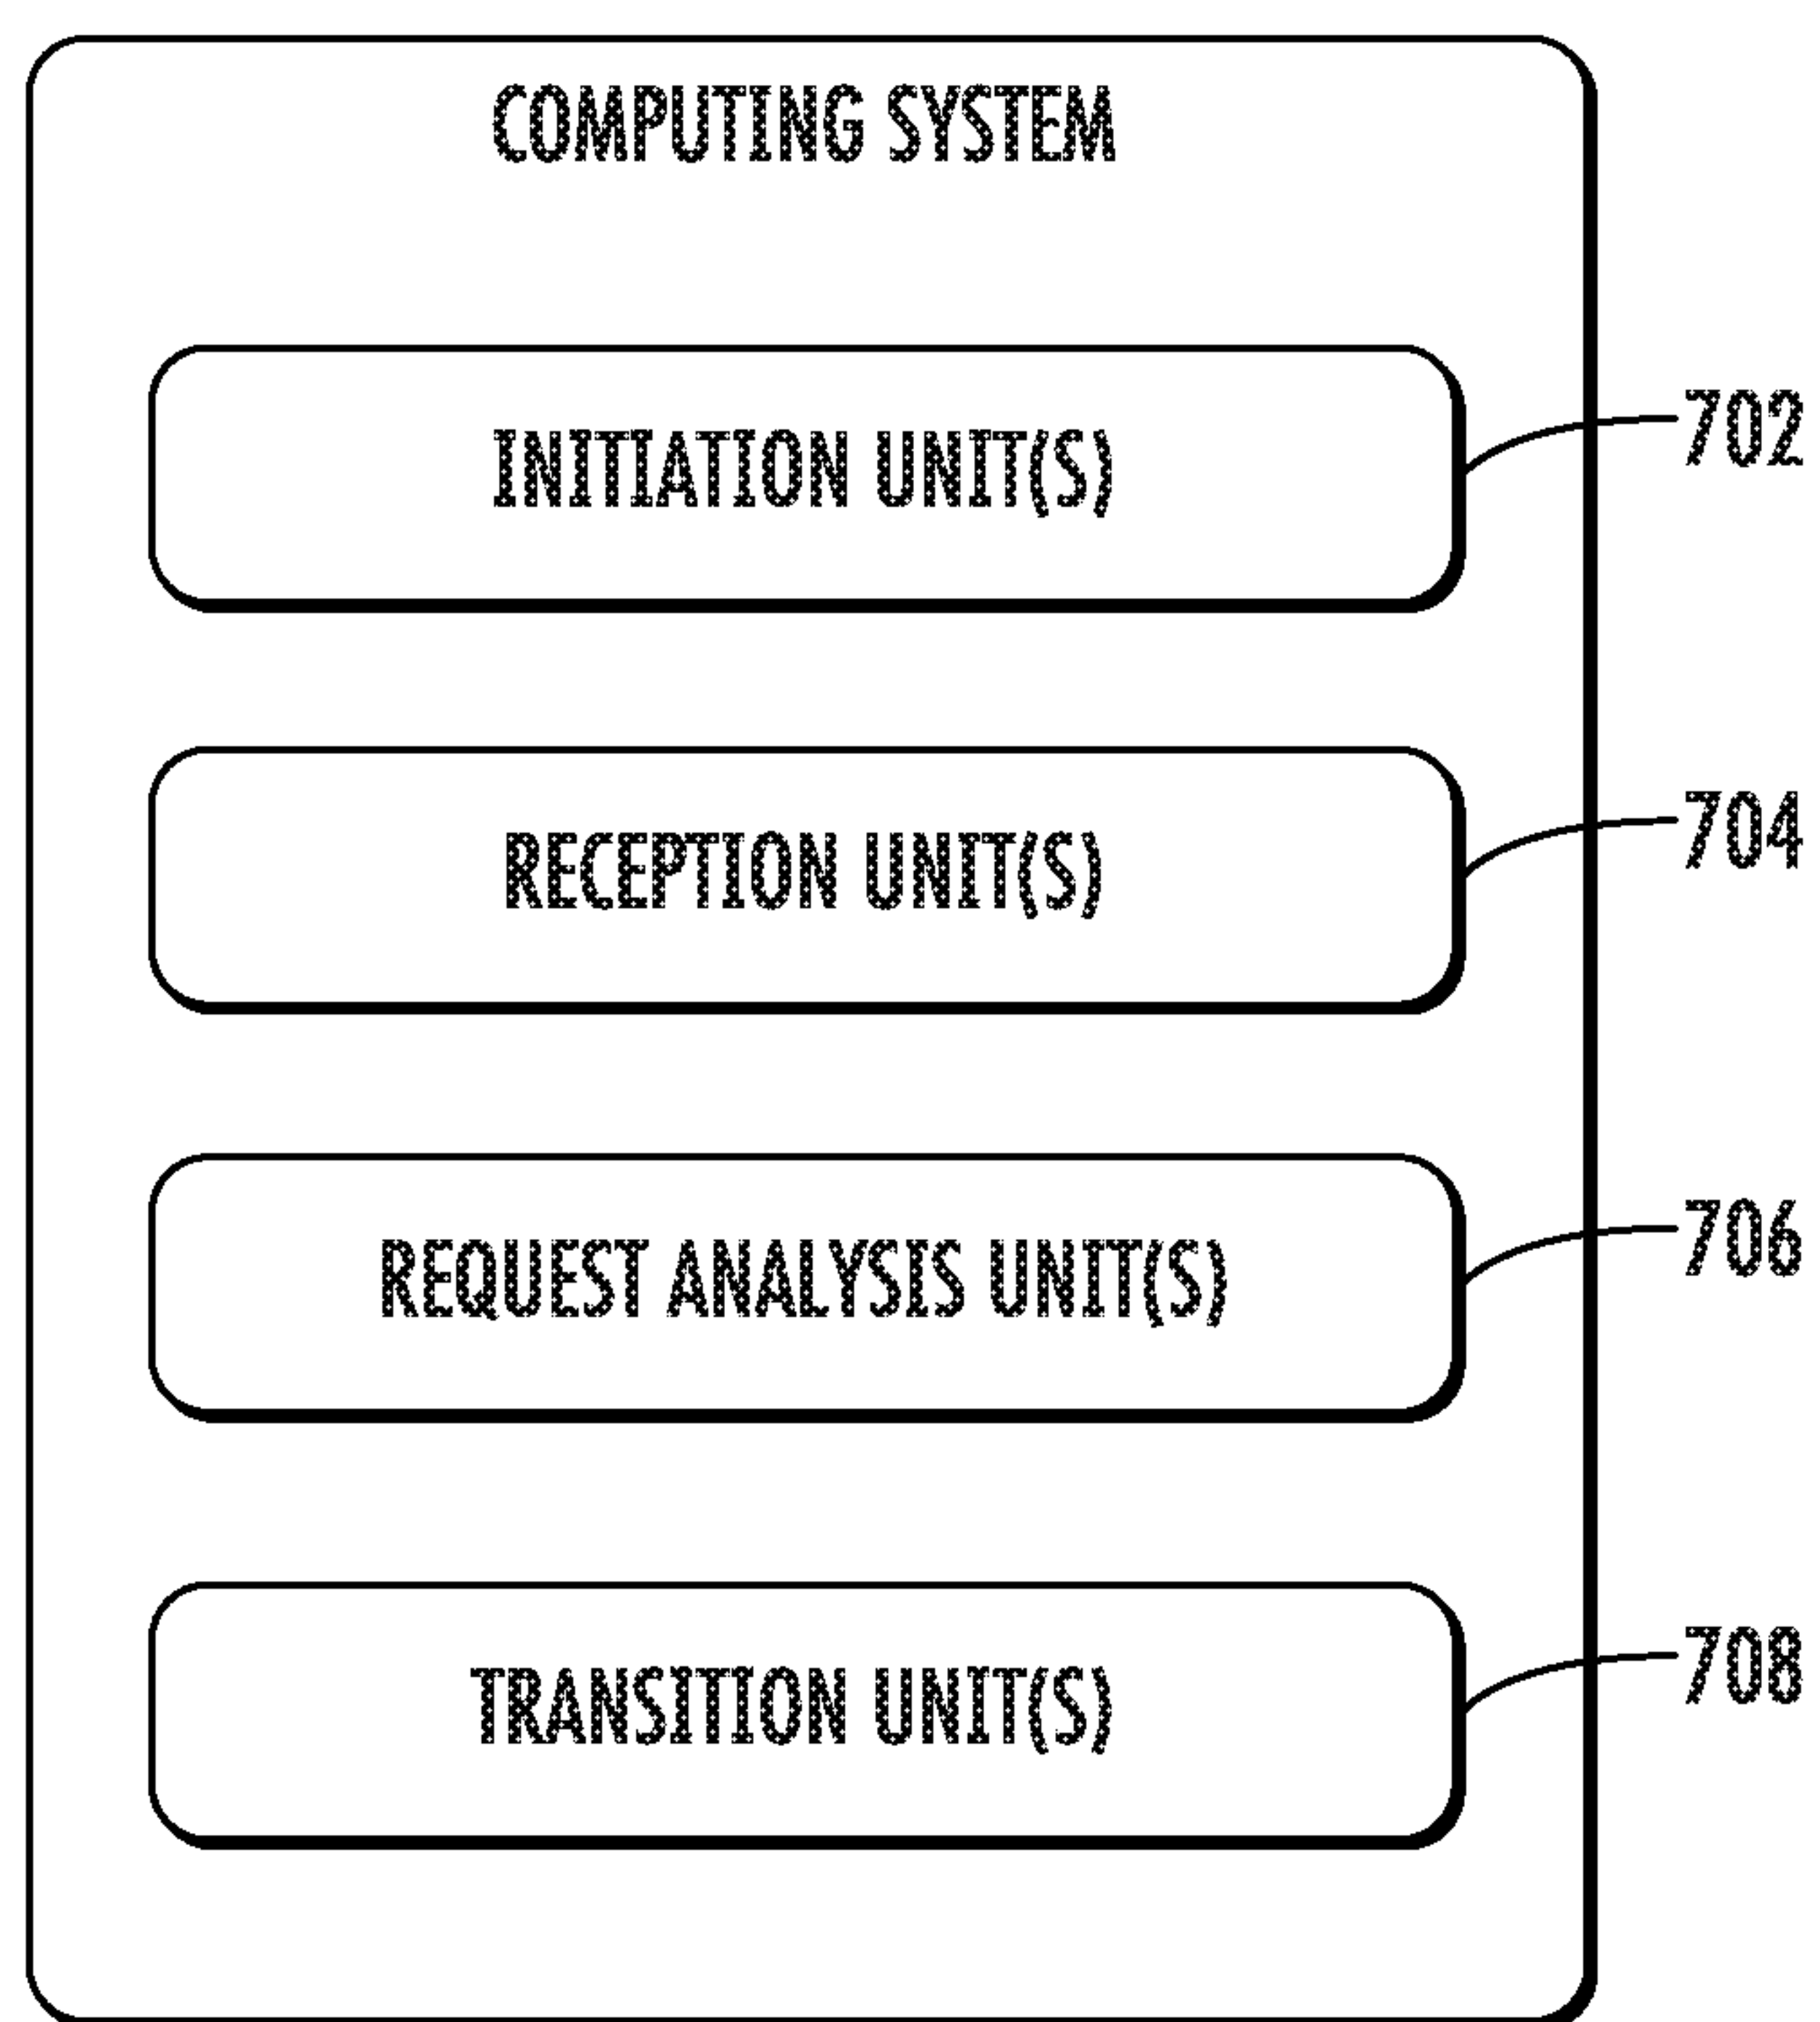 COMPUTING SYSTEM
INITIATION UNIT(S)
702
RECEPTION UNIT(S)
704
REQUEST ANALYSIS UNIT(S)
706
TRANSITION UNIT(S)
708